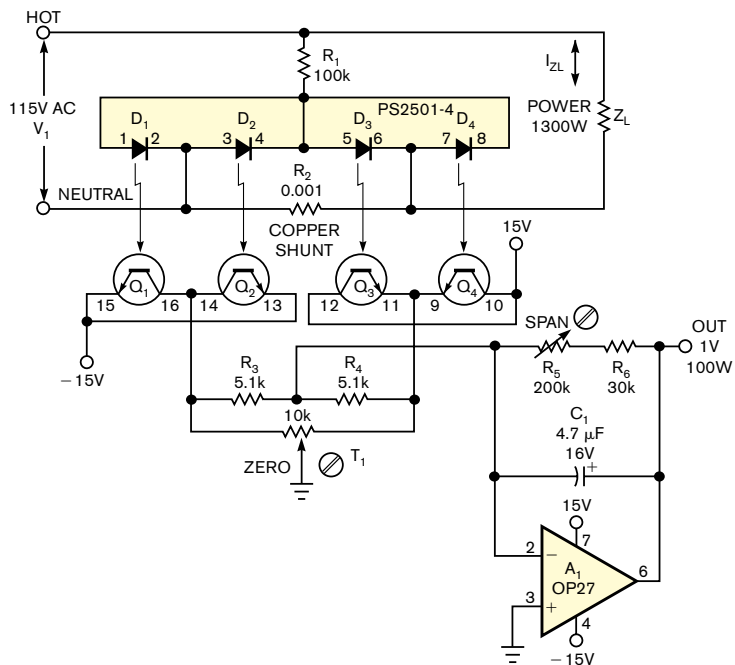 HOT
R1
100k
IZL
115V AC
V1
PS2501-4
POWER
1300W
ZL
D1
D2
D3
D4
1
2
3
4
5
6
7
8
R2
0.001
NEUTRAL
COPPER
SHUNT
15V
Q1
Q2
Q3
Q4
15
16
14
13
12
11
9
10
–15V
SPAN
OUT
1V
100W
R3
5.1k
R4
5.1k
R5
200k
R6
30k
10k
C1
4.7 µF
16V
+
ZERO
T1
15V
7
2
–
A1
OP27
6
3
+
4
–15V